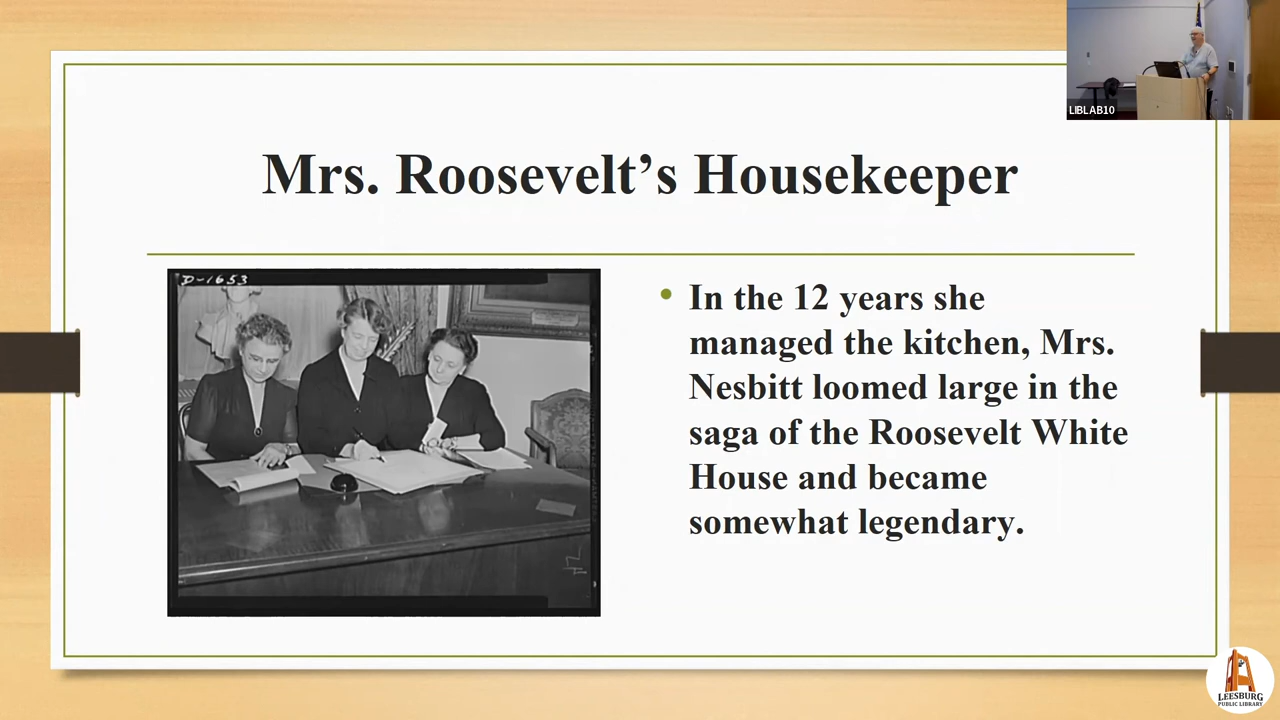 LIBLAB10
Mrs. Roosevelt’s Housekeeper
D-1653
• In the 12 years she
managed the kitchen, Mrs.
Nesbitt loomed large in the
saga of the Roosevelt White
House and became
somewhat legendary.
LEESBURG
PUBLIC LIBRARY